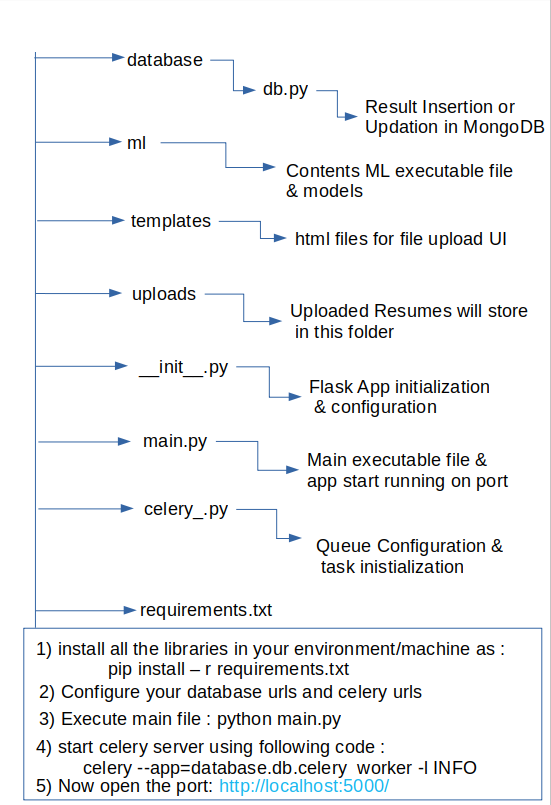 database
db.py
Result Insertion or
Updation in MongoDB
ml
Contents ML executable file
& models
templates
html files for file upload UI
uploads
Uploaded Resumes will store
in this folder
__init__.py
Flask App initialization
& configuration
main.py
Main executable file &
app start running on port
celery_.py
Queue Configuration &
task inistialization
requirements.txt
1) install all the libraries in your environment/machine as :
pip install – r requirements.txt
2) Configure your database urls and celery urls
3) Execute main file : python main.py
4) start celery server using following code :
celery --app=database.db.celery worker -l INFO
5) Now open the port: http://localhost:5000/